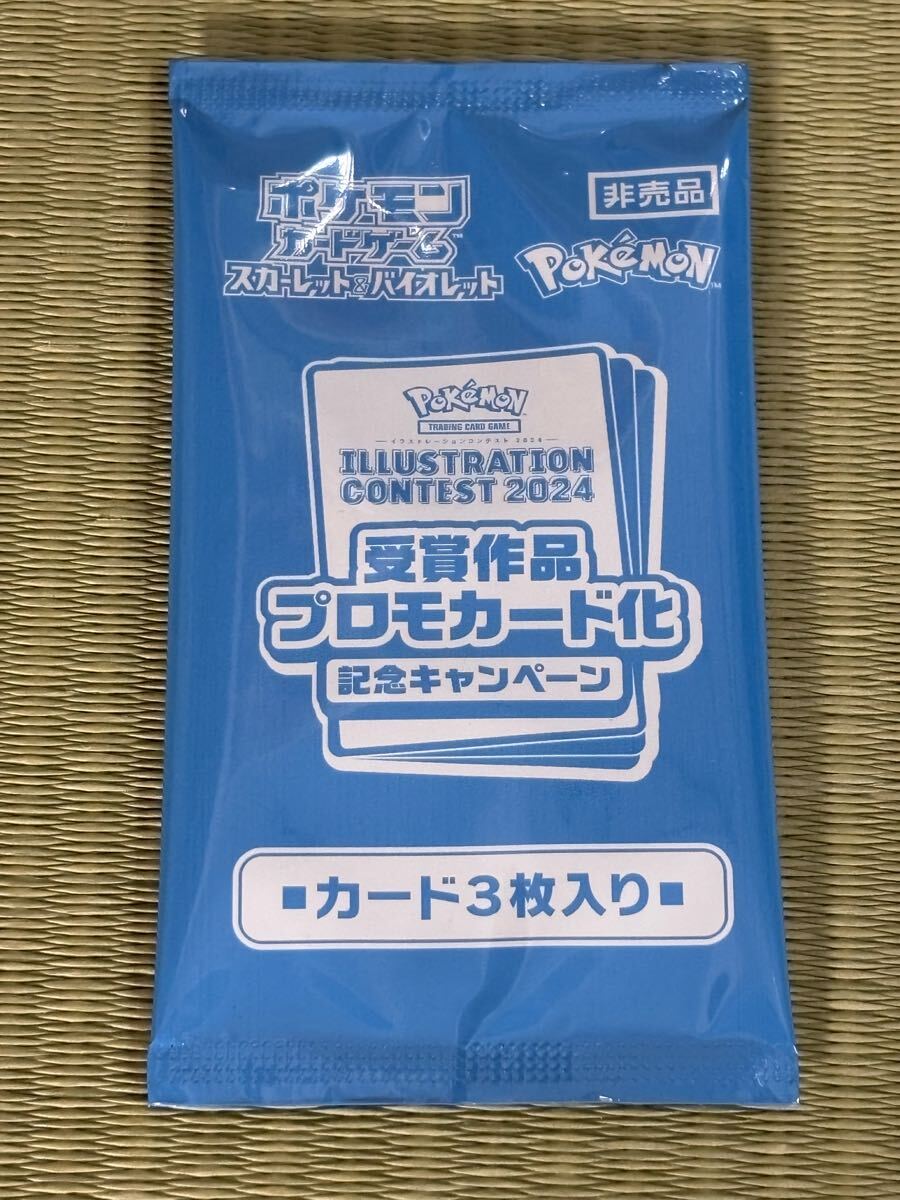 ポケモン
カードゲーム™
スカーレット&バイオレット
非売品
POKéMON™
POKéMON
TRADING CARD GAME
イラストレーションコンテスト 2024
ILLUSTRATION
CONTEST 2024
受賞作品
プロモカード化
記念キャンペーン
■カード3枚入り■